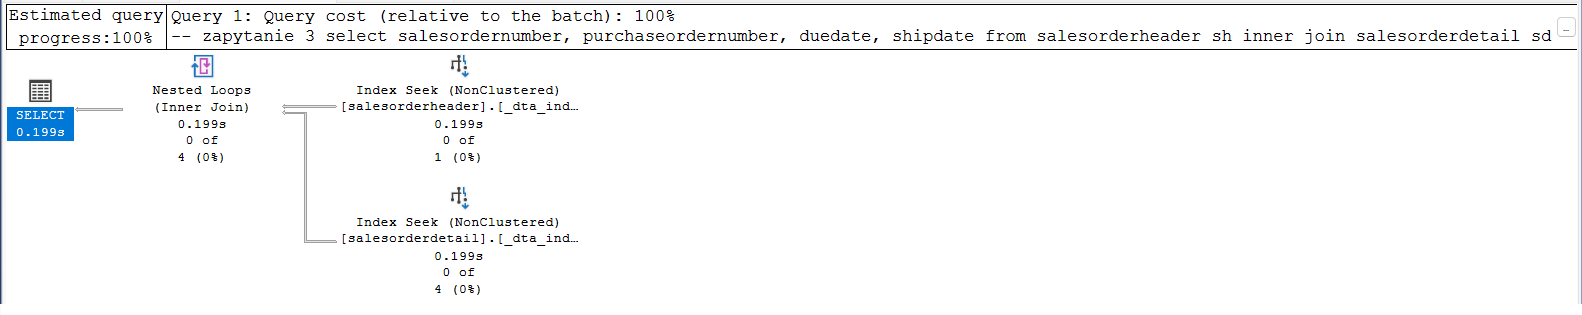 Estimated query
progress:100%
Query 1: Query cost (relative to the batch): 100%
-- zapytanie 3 select salesordernumber, purchaseordernumber, duedate, shipdate from salesorderheader sh inner join salesorderdetail sd
SELECT
0.199s
Nested Loops
(Inner Join)
0.199s
0 of
4 (0%)
Index Seek (NonClustered)
[salesorderheader].[_dta_ind…
0.199s
0 of
1 (0%)
Index Seek (NonClustered)
[salesorderdetail].[_dta_ind…
0.199s
0 of
4 (0%)